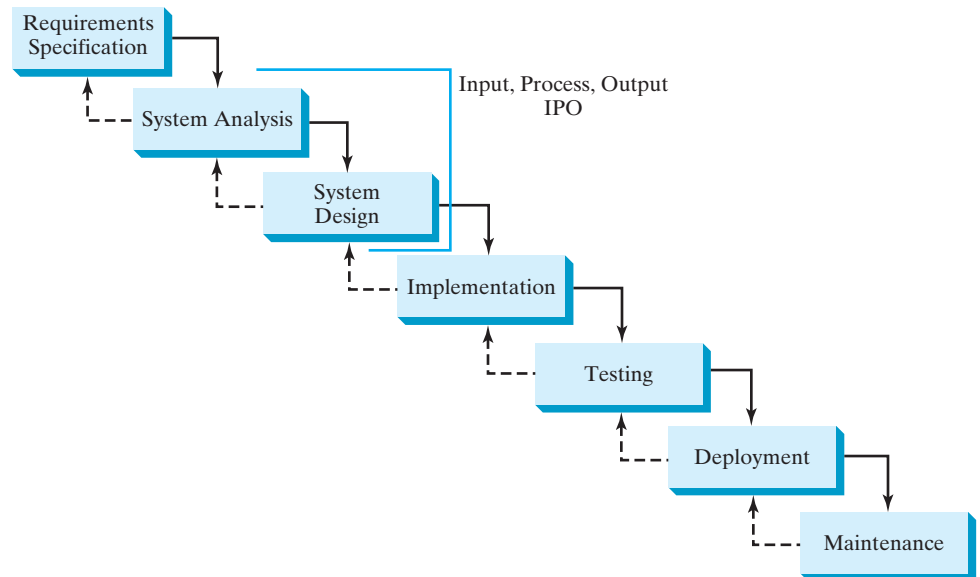 Requirements
Specification
System Analysis
Input, Process, Output
IPO
System
Design
Implementation
Testing
Deployment
Maintenance